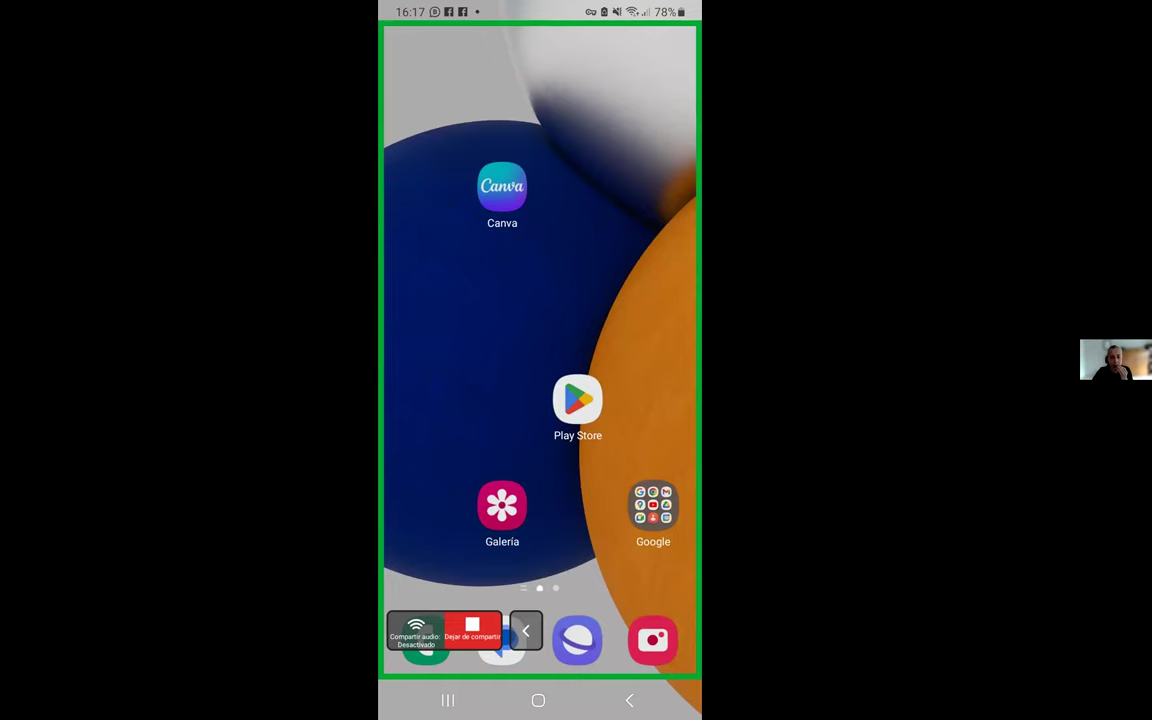 16:17
78%
Canva
Canva
Play Store
Galería
Google
Compartir audio:
Desactivado
Dejar de compartir